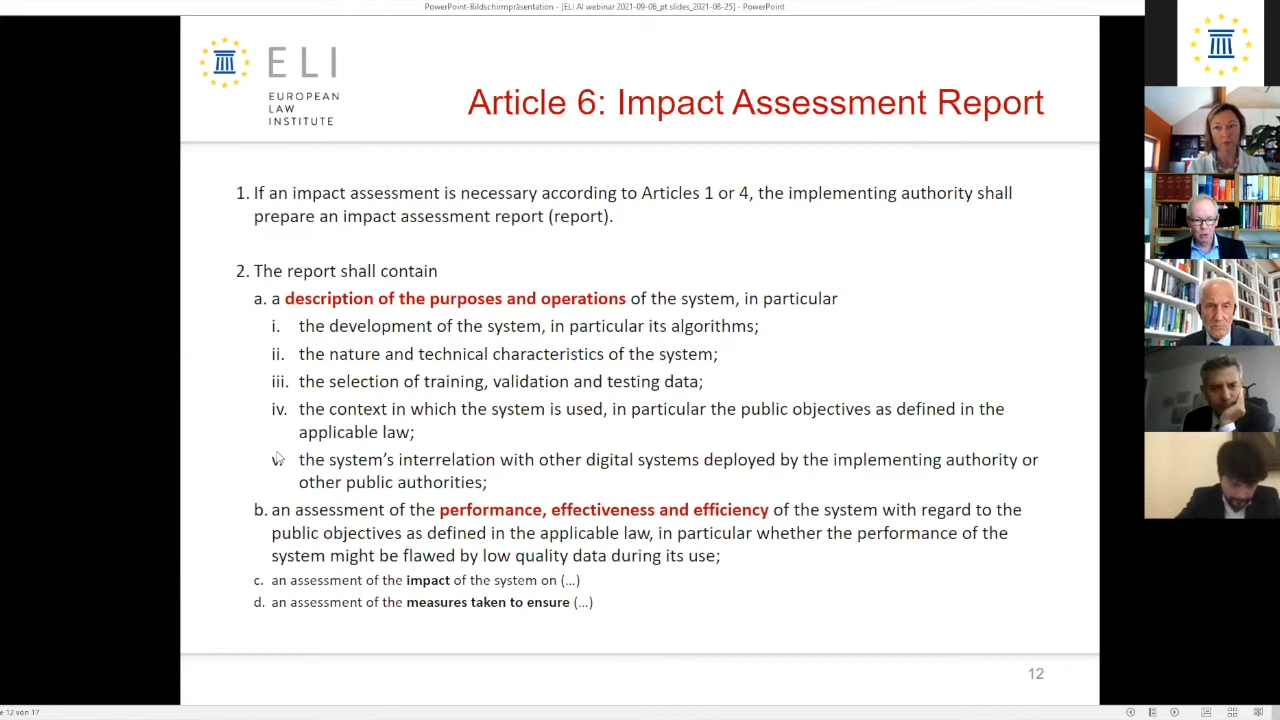 PowerPoint-Bildschirmpräsentation - [ELI AI webinar 2021-09-06_pt slides_2021-08-25] - PowerPoint
ELI
EUROPEAN
LAW
INSTITUTE
Article 6: Impact Assessment Report
1. If an impact assessment is necessary according to Articles 1 or 4, the implementing authority shall
prepare an impact assessment report (report).
2. The report shall contain
a. a description of the purposes and operations of the system, in particular
i. the development of the system, in particular its algorithms;
ii. the nature and technical characteristics of the system;
iii. the selection of training, validation and testing data;
iv. the context in which the system is used, in particular the public objectives as defined in the
applicable law;
v. the system's interrelation with other digital systems deployed by the implementing authority or
other public authorities;
b. an assessment of the performance, effectiveness and efficiency of the system with regard to the
public objectives as defined in the applicable law, in particular whether the performance of the
system might be flawed by low quality data during its use;
c. an assessment of the impact of the system on (...)
d. an assessment of the measures taken to ensure (...)
12
e 12 von 17